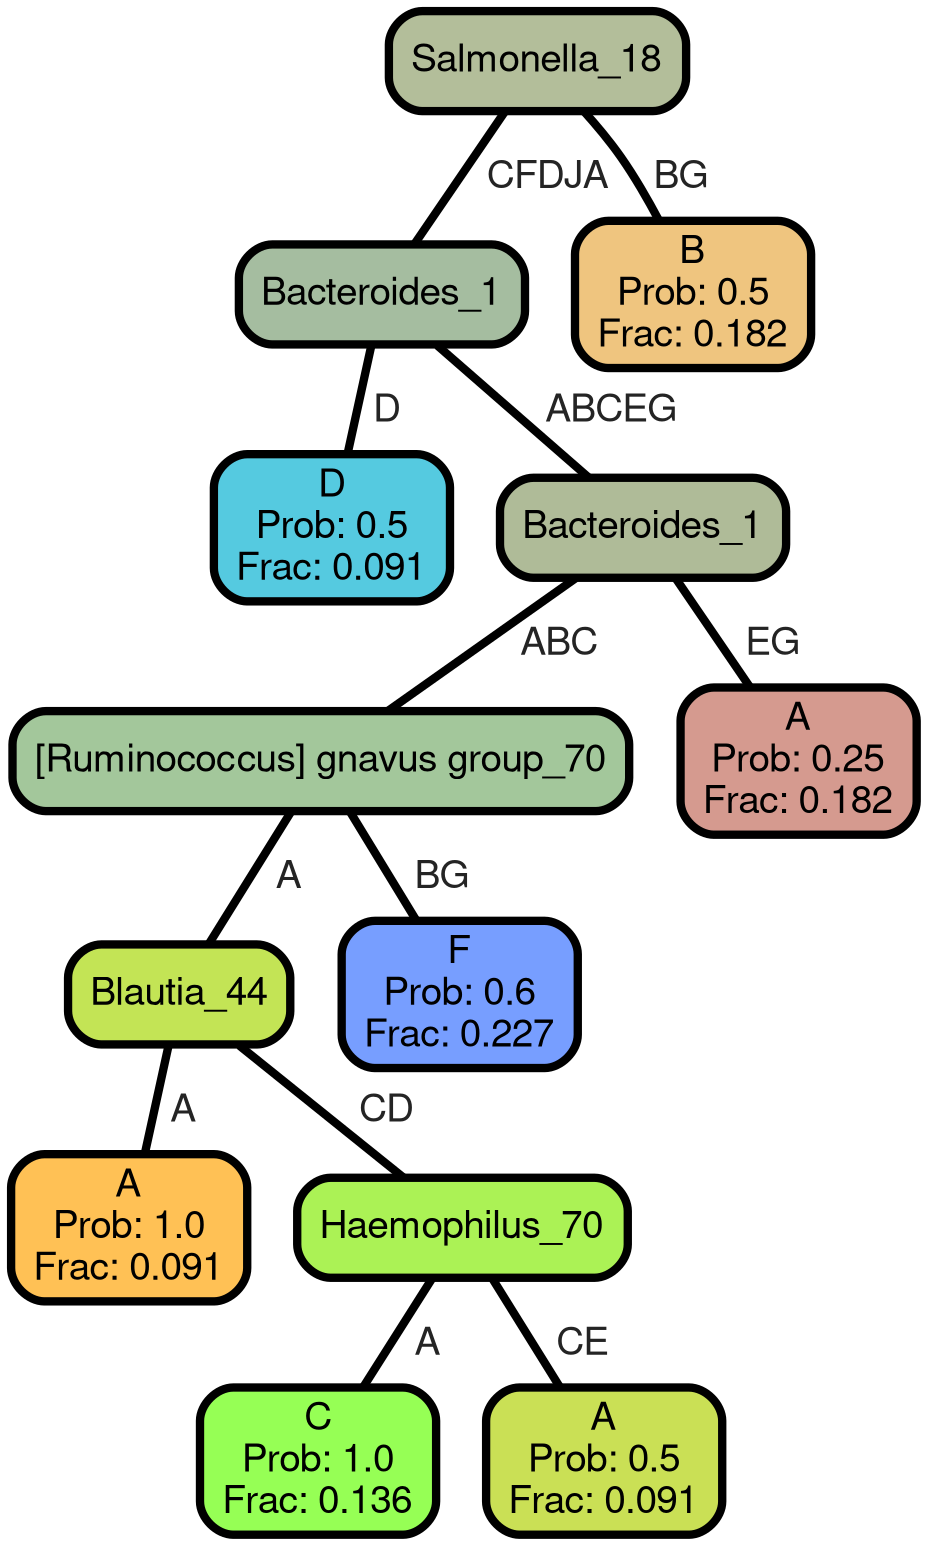 Salmonella_18
CFDJA
BG
B
Prob: 0.5
Frac: 0.182
Bacteroides_1
D
ABCEG
D
Prob: 0.5
Frac: 0.091
Bacteroides_1
ABC
EG
A
Prob: 0.25
Frac: 0.182
[Ruminococcus] gnavus group_70
A
BG
F
Prob: 0.6
Frac: 0.227
Blautia_44
A
CD
A
Prob: 1.0
Frac: 0.091
Haemophilus_70
A
CE
C
Prob: 1.0
Frac: 0.136
A
Prob: 0.5
Frac: 0.091